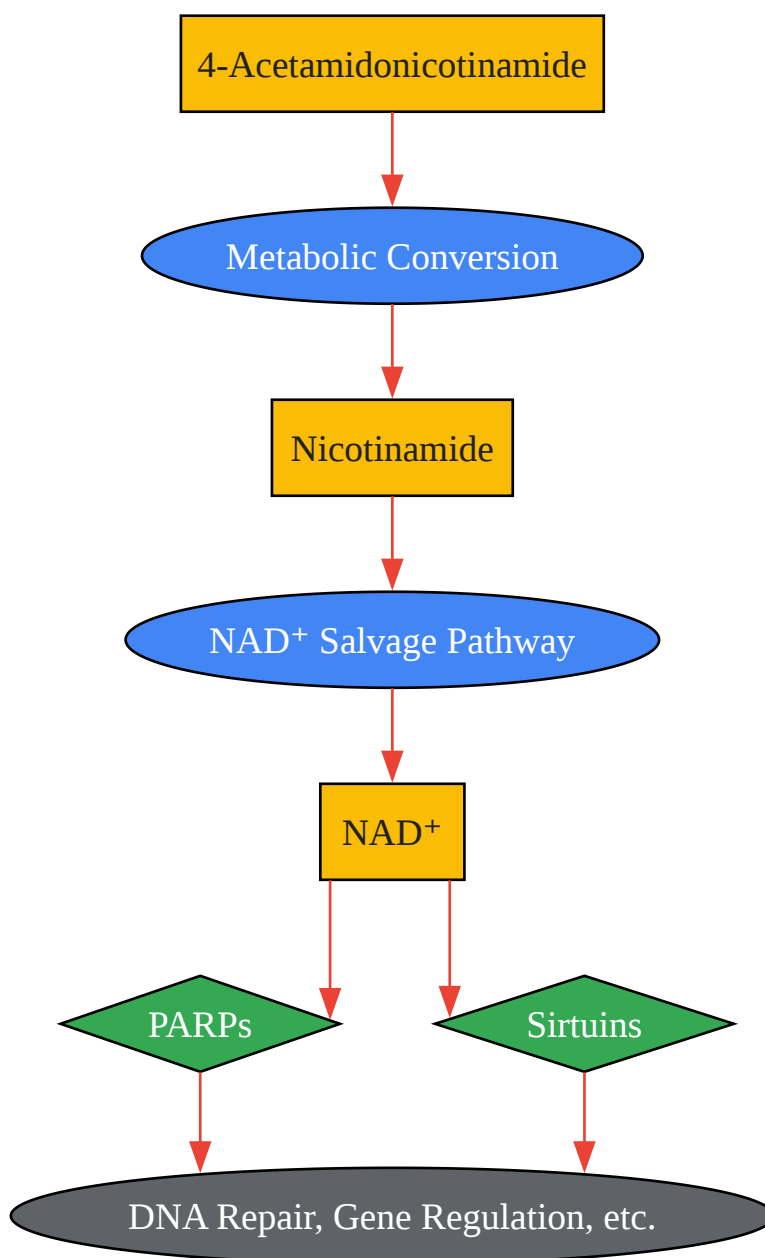 4-Acetamidonicotinamide
Metabolic Conversion
Nicotinamide
NAD⁺ Salvage Pathway
NAD⁺
PARPs
Sirtuins
DNA Repair, Gene Regulation, etc.